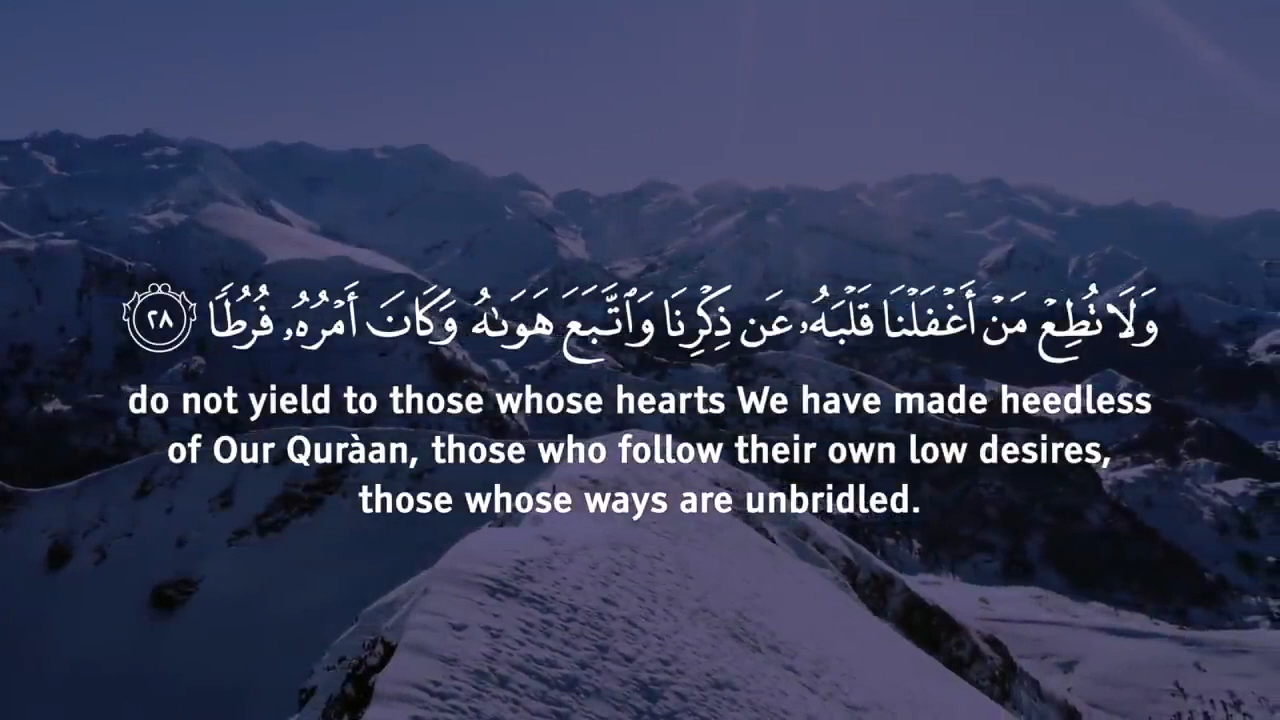 وَلَا تُطِعْ مَنْ أَغْفَلْنَا قَلْبَهُۥ عَن ذِكْرِنَا وَٱتَّبَعَ هَوَىٰهُ وَكَانَ أَمْرُهُۥ فُرُطًا ٢٨
do not yield to those whose hearts We have made heedless
of Our Quràan, those who follow their own low desires,
those whose ways are unbridled.